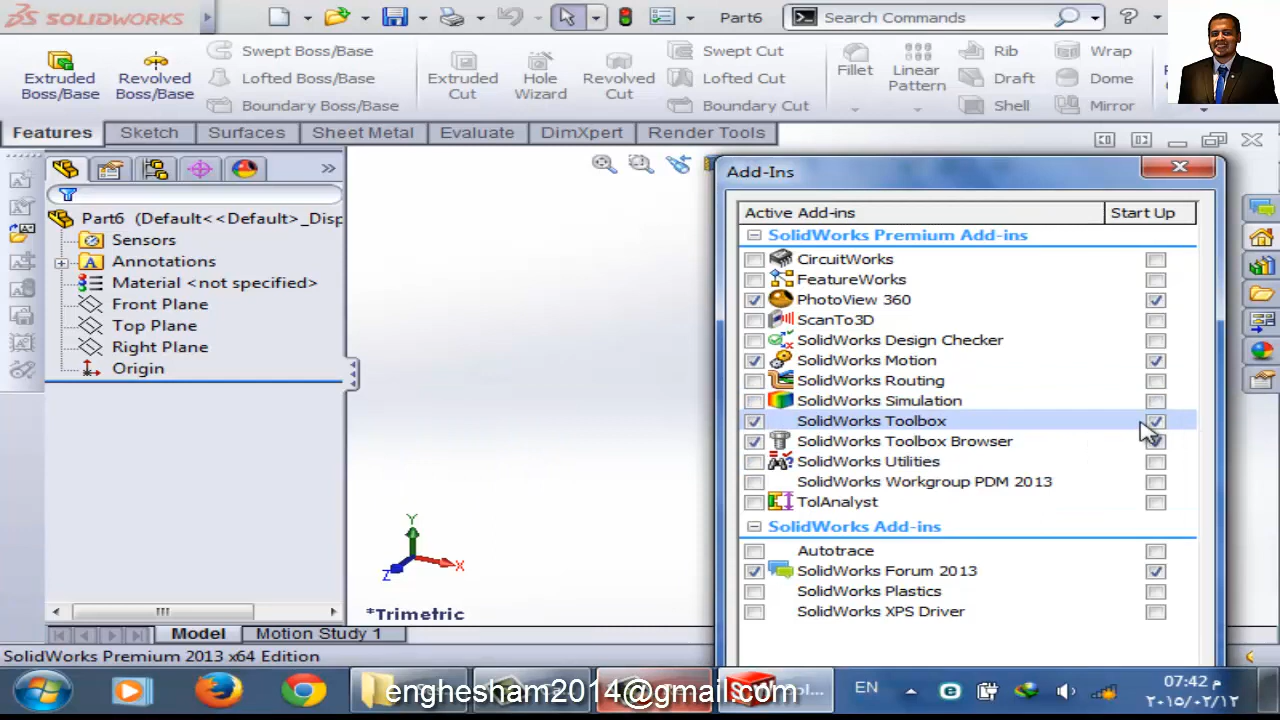 SOLIDWORKS
Part6
Search Commands
Extruded Boss/Base
Revolved Boss/Base
Swept Boss/Base
Lofted Boss/Base
Boundary Boss/Base
Extruded Cut
Hole Wizard
Revolved Cut
Swept Cut
Lofted Cut
Boundary Cut
Fillet
Linear Pattern
Rib
Draft
Shell
Wrap
Dome
Mirror
Features
Sketch
Surfaces
Sheet Metal
Evaluate
DimXpert
Render Tools
Part6 (Default<<Default>_Disp
Sensors
Annotations
Material <not specified>
Front Plane
Top Plane
Right Plane
Origin
Y
X
Z
*Trimetric
Add-Ins
Active Add-ins
Start Up
SolidWorks Premium Add-ins
CircuitWorks
FeatureWorks
PhotoView 360
ScanTo3D
SolidWorks Design Checker
SolidWorks Motion
SolidWorks Routing
SolidWorks Simulation
SolidWorks Toolbox
SolidWorks Toolbox Browser
SolidWorks Utilities
SolidWorks Workgroup PDM 2013
TolAnalyst
SolidWorks Add-ins
Autotrace
SolidWorks Forum 2013
SolidWorks Plastics
SolidWorks XPS Driver
Model
Motion Study 1
SolidWorks Premium 2013 x64 Edition
enghesham2014@gmail.com
EN
07:42 م
٢٠١٥/٠٢/١٢